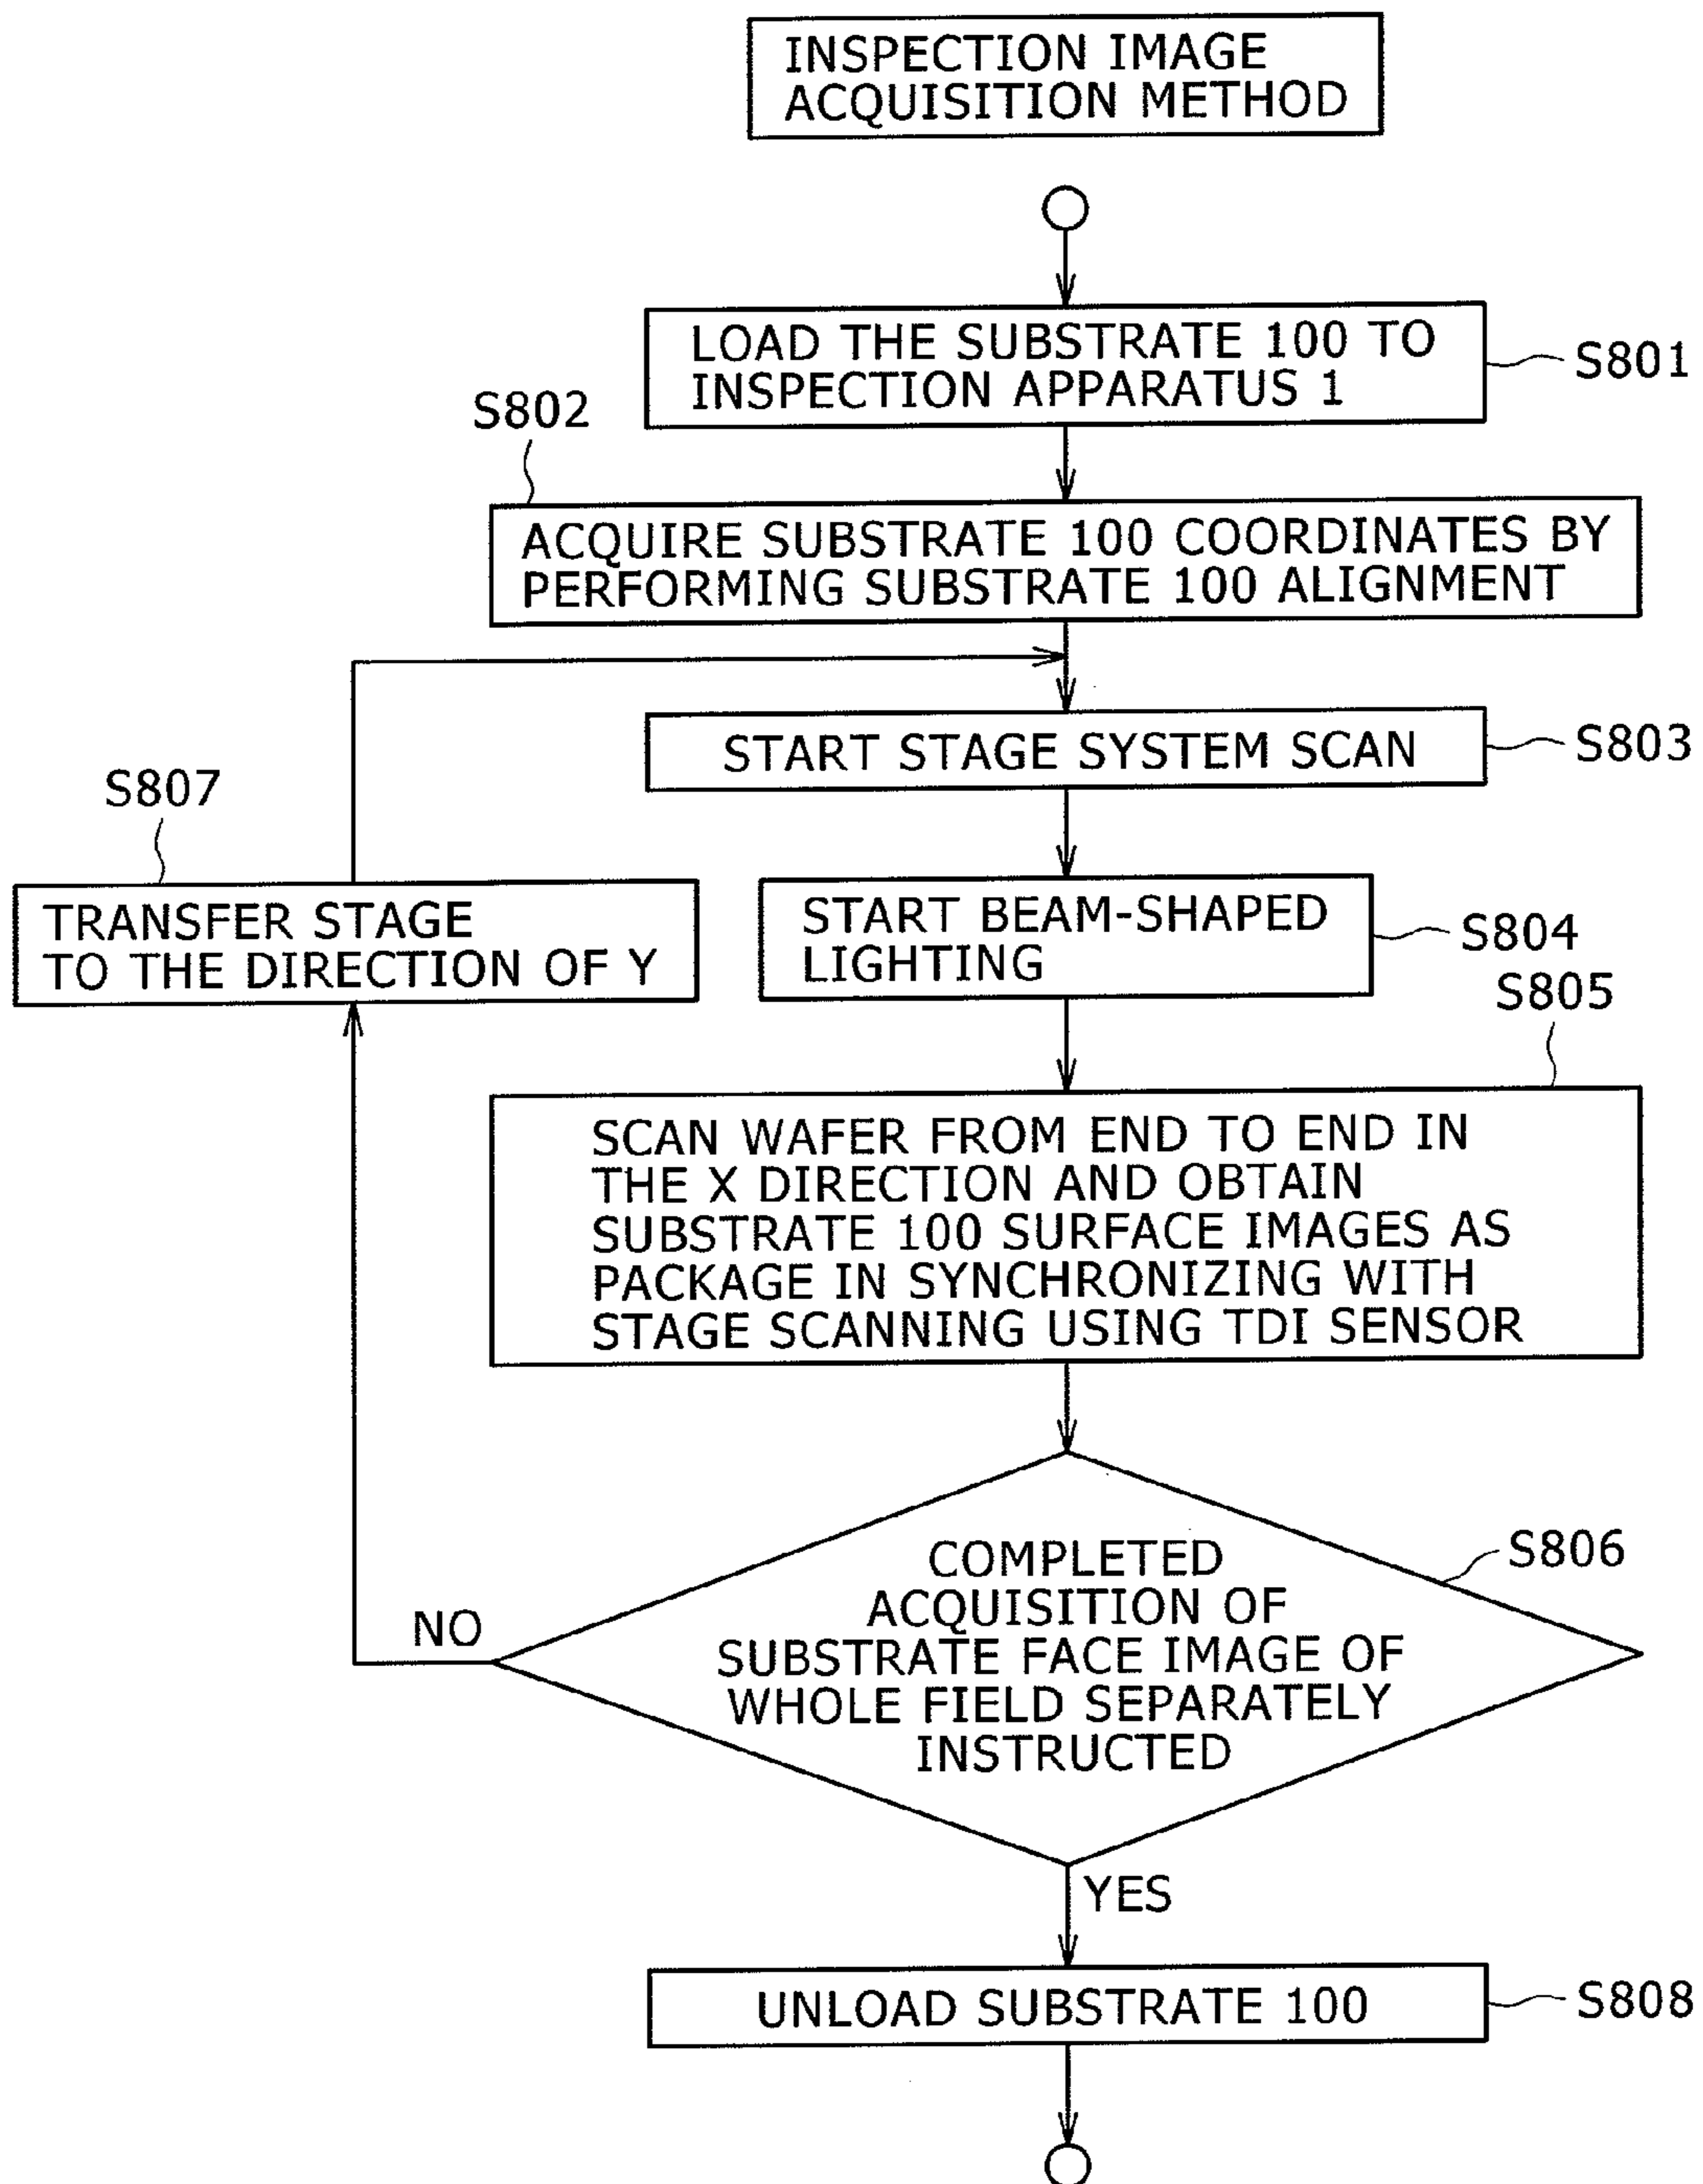 INSPECTION IMAGE
ACQUISITION METHOD
LOAD THE SUBSTRATE 100 TO
INSPECTION APPARATUS 1
S801
S802
ACQUIRE SUBSTRATE 100 COORDINATES BY
PERFORMING SUBSTRATE 100 ALIGNMENT
START STAGE SYSTEM SCAN
S803
S807
TRANSFER STAGE
TO THE DIRECTION OF Y
START BEAM-SHAPED
LIGHTING
S804
S805
SCAN WAFER FROM END TO END IN
THE X DIRECTION AND OBTAIN
SUBSTRATE 100 SURFACE IMAGES AS
PACKAGE IN SYNCHRONIZING WITH
STAGE SCANNING USING TDI SENSOR
S806
COMPLETED
ACQUISITION OF
SUBSTRATE FACE IMAGE OF
WHOLE FIELD SEPARATELY
INSTRUCTED
NO
YES
UNLOAD SUBSTRATE 100
S808